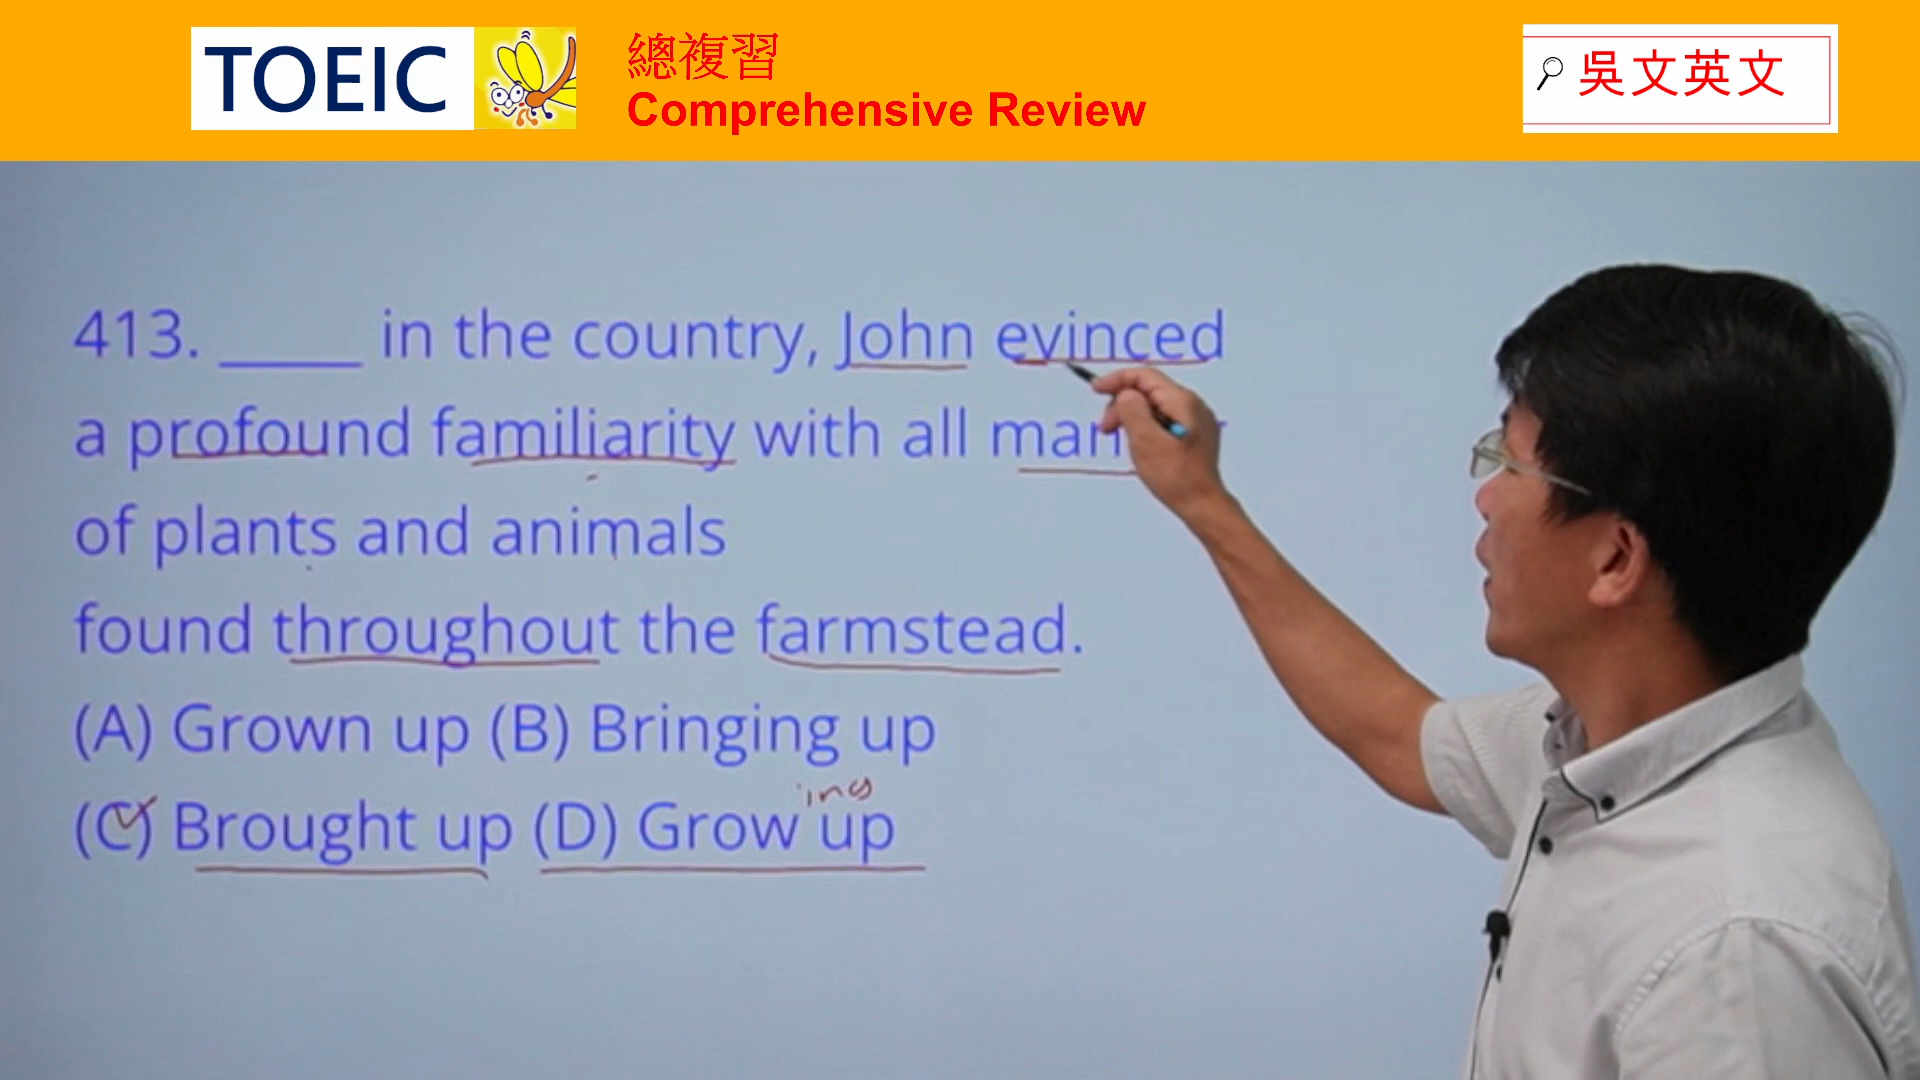 TOEIC
總複習
Comprehensive Review
吳文英文
413. _____ in the country, John evinced
a profound familiarity with all
of plants and animals
found throughout the farmstead.
(A) Grown up (B) Bringing up
ing
(C) Brought up (D) Grow up